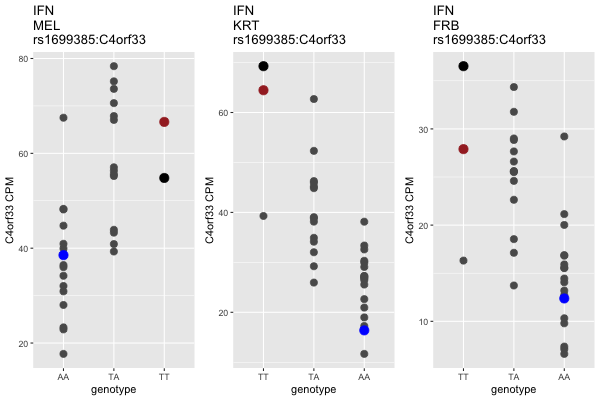 IFN
MEL
rs1699385:C4orf33
C4orf33 CPM
80
60
40
20
AA
TA
TT
genotype
IFN
KRT
rs1699385:C4orf33
C4orf33 CPM
60
40
20
TT
TA
AA
genotype
IFN
FRB
rs1699385:C4orf33
C4orf33 CPM
30
20
10
TT
TA
AA
genotype